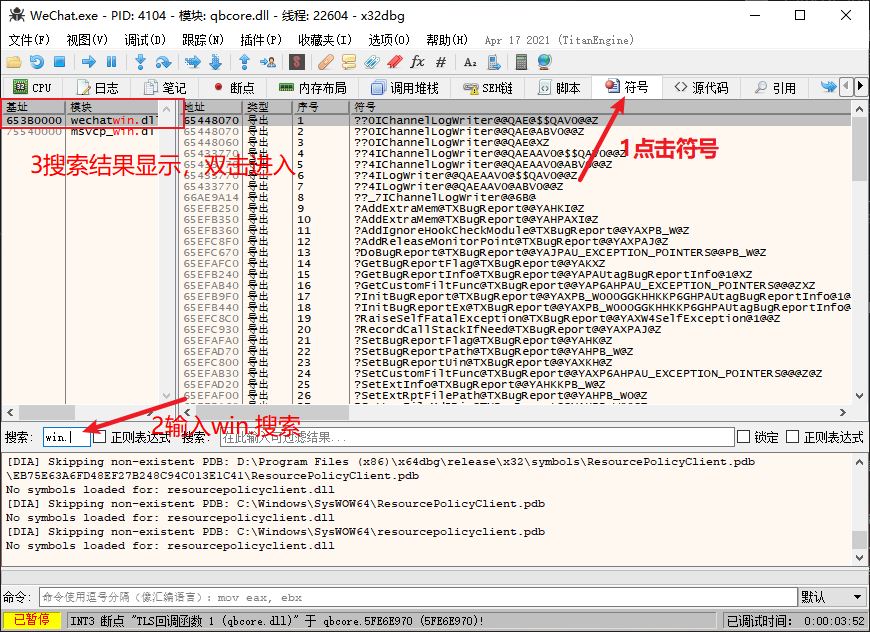 WeChat.exe - PID: 4104 - 模块: qbcore.dll - 线程: 22604 - x32dbg
文件(F) 视图(V) 调试(D) 跟踪(N) 插件(P) 收藏夹(I) 选项(O) 帮助(H) Apr 17 2021 (TitanEngine)
CPU 日志 笔记 断点 内存布局 调用堆栈 SEH链 脚本 符号 源代码 引用
基址 模块 地址 类型 序号 符号
653B0000 wechatwin.dll 65448070 导出 1 ??0IChannelLogWriter@@QAE@$$QAV0@@Z
75540000 msvcp_win.dl 65448070 导出 2 ??0IChannelLogWriter@@QAE@ABV0@@Z
65448060 导出 3 ??0IChannelLogWriter@@QAE@XZ
65433770 导出 4 ??4IChannelLogWriter@@QAEAAV0@$$QAV0@@Z
65433770 导出 5 ??4IChannelLogWriter@@QAEAAV0@ABV0@@Z
65433770 导出 6 ??4ILogWriter@@QAEAAV0@$$QAV0@@Z
65433770 导出 7 ??4ILogWriter@@QAEAAV0@ABV0@@Z
66AE9A14 导出 8 ??_7IChannelLogWriter@@6B@
65EFB250 导出 9 ?AddExtraMem@TXBugReport@@YAHKI@Z
65EFB350 导出 10 ?AddExtraMem@TXBugReport@@YAHPAXI@Z
65EFB360 导出 11 ?AddIgnoreHookCheckModule@TXBugReport@@YAXPB_W@Z
65EFC8F0 导出 12 ?AddReleaseMonitorPoint@TXBugReport@@YAXPAJ@Z
65EFC670 导出 13 ?DoBugReport@TXBugReport@@YAJPAU_EXCEPTION_POINTERS@@PB_W@Z
65EFAFC0 导出 14 ?GetBugReportFlag@TXBugReport@@YAKXZ
65EFB240 导出 15 ?GetBugReportInfo@TXBugReport@@YAPAUtagBugReportInfo@1@XZ
65EFAB40 导出 16 ?GetCustomFiltFunc@TXBugReport@@YAP6AHPAU_EXCEPTION_POINTERS@@@ZXZ
65EFB9F0 导出 17 ?InitBugReport@TXBugReport@@YAXPB_W000GGKHHKKP6GHPAUtagBugReportInfo@1@
65EFB440 导出 18 ?InitBugReportEx@TXBugReport@@YAXPB_W000GGKHHKKP6GHPAUtagBugReportInfo@
65EFC8C0 导出 19 ?RaiseSelfFatalException@TXBugReport@@YAXW4SelfException@1@@Z
65EFC930 导出 20 ?RecordCallStackIfNeed@TXBugReport@@YAXPAJ@Z
65EFAFA0 导出 21 ?SetBugReportFlag@TXBugReport@@YAHK@Z
65EFAD70 导出 22 ?SetBugReportPath@TXBugReport@@YAHPB_W@Z
65EFC800 导出 23 ?SetBugReportUin@TXBugReport@@YAXKH@Z
65EFAB30 导出 24 ?SetCustomFiltFunc@TXBugReport@@YAXP6AHPAU_EXCEPTION_POINTERS@@@Z@Z
65EFAD20 导出 25 ?SetExtInfo@TXBugReport@@YAHKKPB_W@Z
65EFAF00 导出 26 ?SetExtRptFilePath@TXBugReport@@YAHPB_WO@Z
1点击符号
3搜索结果显示，双击进入
2输入win.搜索
搜索: win. 正则表达式 搜索: 在此输入可过滤结果... 锁定 正则表达式
[DIA] Skipping non-existent PDB: D:\Program Files (x86)\x64dbg\release\x32\symbols\ResourcePolicyClient.pdb
\EB75E63A6FD48EF27B248C94C013E1C41\ResourcePolicyClient.pdb
No symbols loaded for: resourcepolicyclient.dll
[DIA] Skipping non-existent PDB: C:\Windows\SysWOW64\ResourcePolicyClient.pdb
No symbols loaded for: resourcepolicyclient.dll
[DIA] Skipping non-existent PDB: C:\Windows\SysWOW64\resourcepolicyclient.pdb
No symbols loaded for: resourcepolicyclient.dll
命令: 命令使用逗号分隔（像汇编语言）: mov eax, ebx 默认
已暂停 INT3 断点 "TLS回调函数 1 (qbcore.dll)" 于 qbcore.5FE6E970 (5FE6E970)! 已调试时间: 0:00:03:52